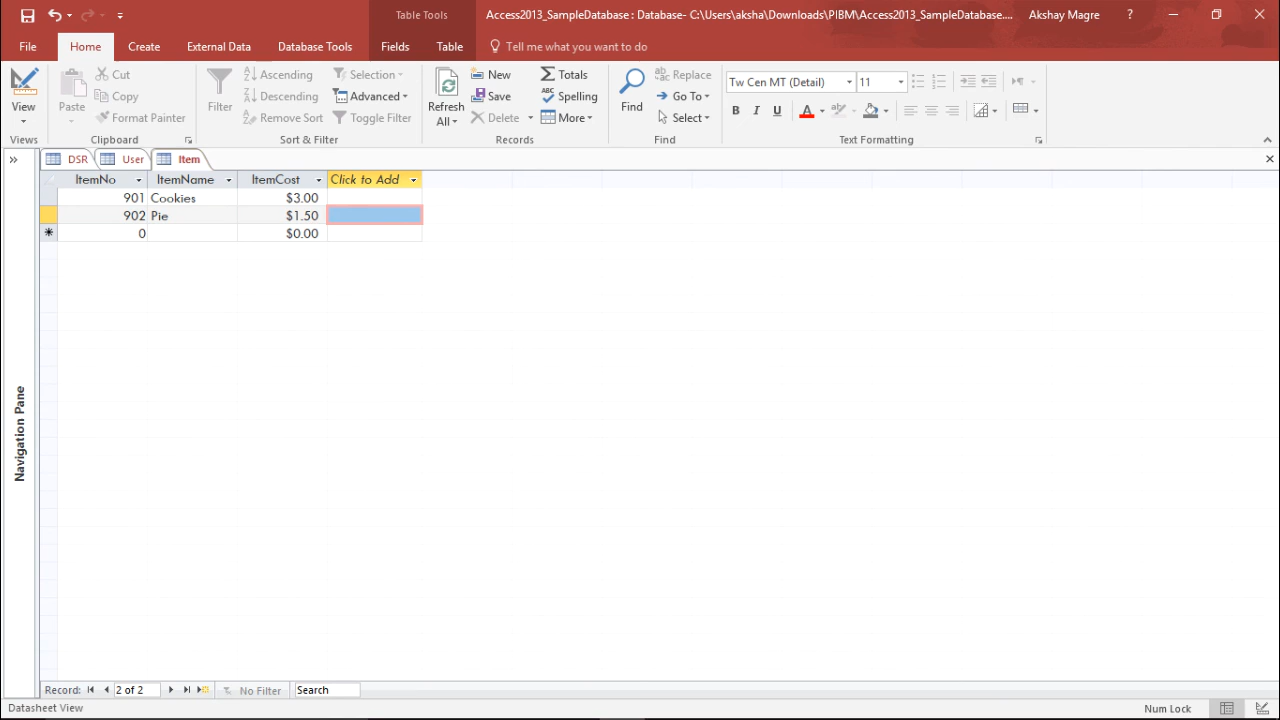 Table Tools
Access2013_SampleDatabase : Database- C:\Users\aksha\Downloads\PIBM\Access2013_SampleDatabase.... Akshay Magre ?
File Home Create External Data Database Tools Fields Table Tell me what you want to do
View
Views
Paste
Cut
Copy
Format Painter
Clipboard
Filter
Ascending
Descending
Remove Sort
Selection
Advanced
Toggle Filter
Sort & Filter
Refresh
All
New
Save
Delete
Totals
Spelling
More
Records
Find
Replace
Go To
Select
Find
Tw Cen MT (Detail) 11
B I U A
Text Formatting
DSR User Item
ItemNo ItemName ItemCost Click to Add
901 Cookies $3.00
902 Pie $1.50
0 $0.00
Navigation Pane
Record: 2 of 2 No Filter Search
Datasheet View Num Lock